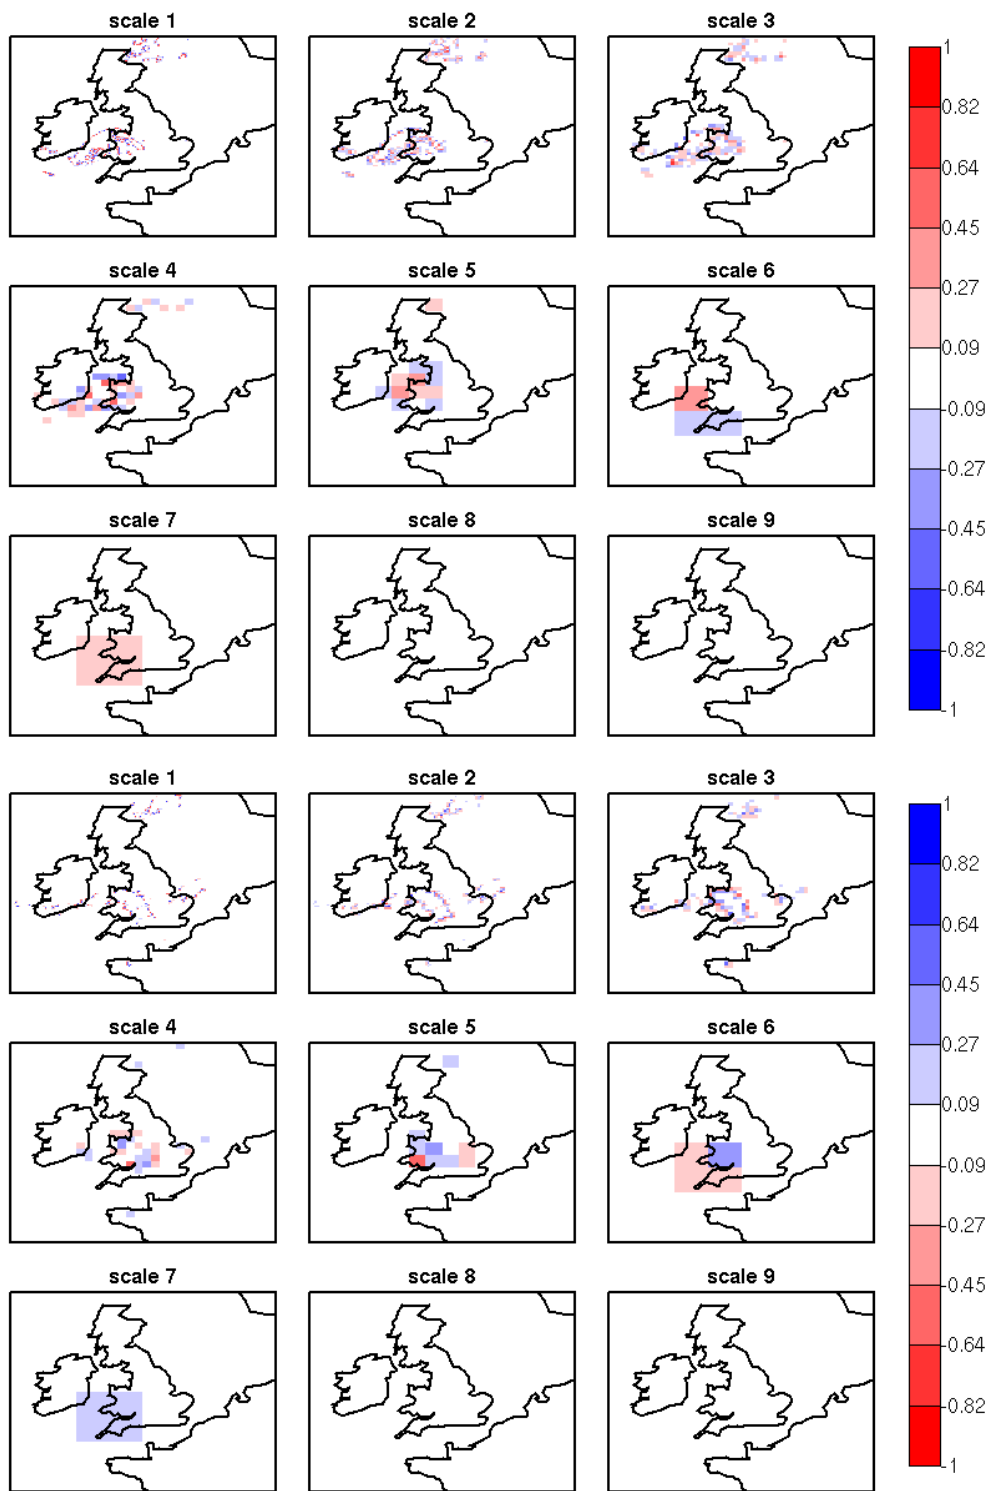 scale 1
scale 2
scale 3
1
0.82
0.64
0.45
0.27
0.09
-0.09
-0.27
-0.45
-0.64
-0.82
-1
scale 4
scale 5
scale 6
scale 7
scale 8
scale 9
scale 1
scale 2
scale 3
1
0.82
0.64
0.45
0.27
0.09
-0.09
-0.27
-0.45
-0.64
-0.82
-1
scale 4
scale 5
scale 6
scale 7
scale 8
scale 9